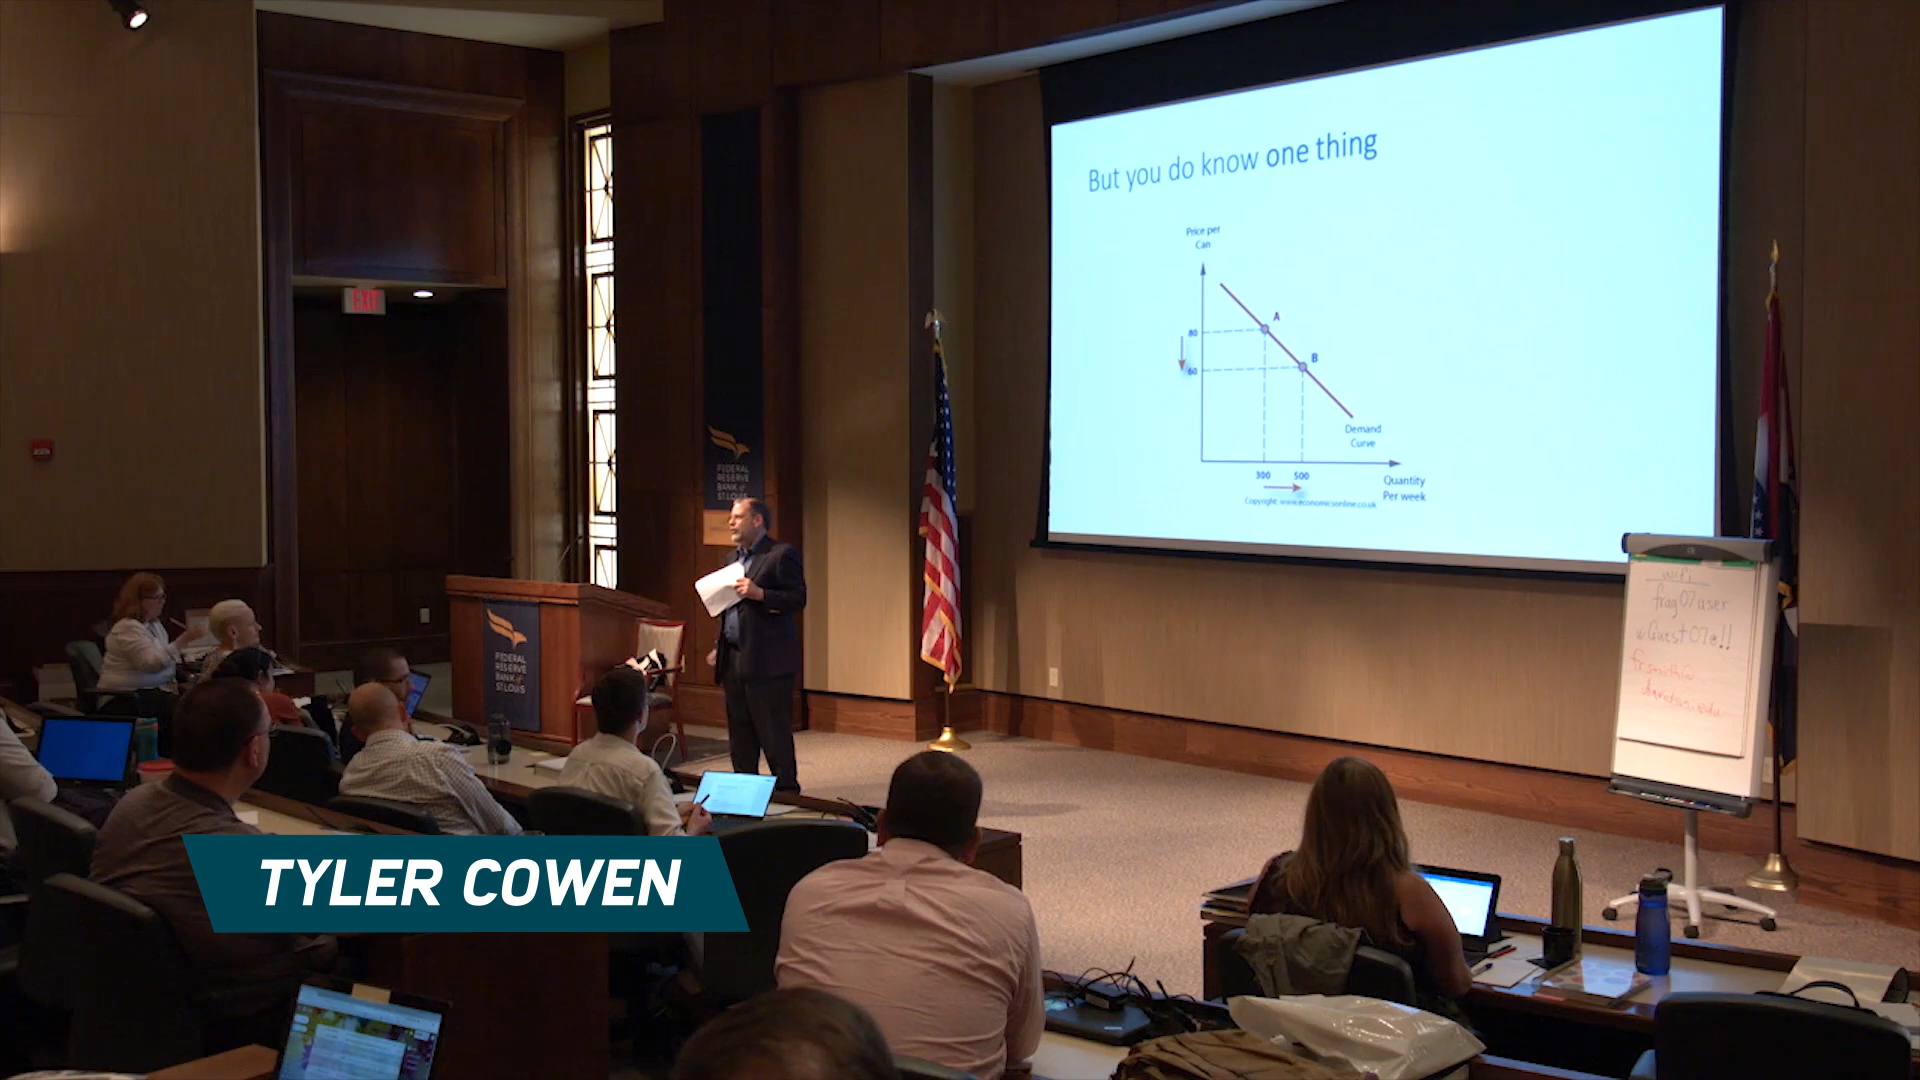 But you do know one thing
Price per
Can
A
80
B
60
Demand
Curve
300
500
Quantity
Per week
Copyright: www.economicsonline.co.uk
EXIT
FEDERAL
RESERVE
BANK of
ST. LOUIS
FEDERAL
RESERVE
BANK of
ST. LOUIS
wifi
frag07user
Guest07e!!
TYLER COWEN